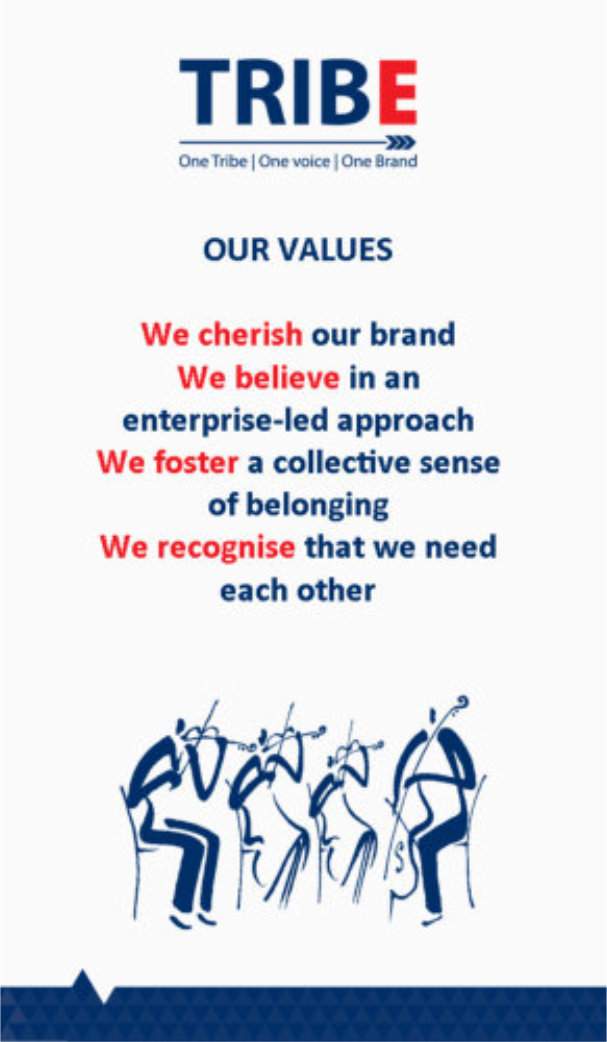 TRIBE
One Tribe | One voice | One Brand
OUR VALUES
We cherish our brand
We believe in an
enterprise-led approach
We foster a collective sense
of belonging
We recognise that we need
each other